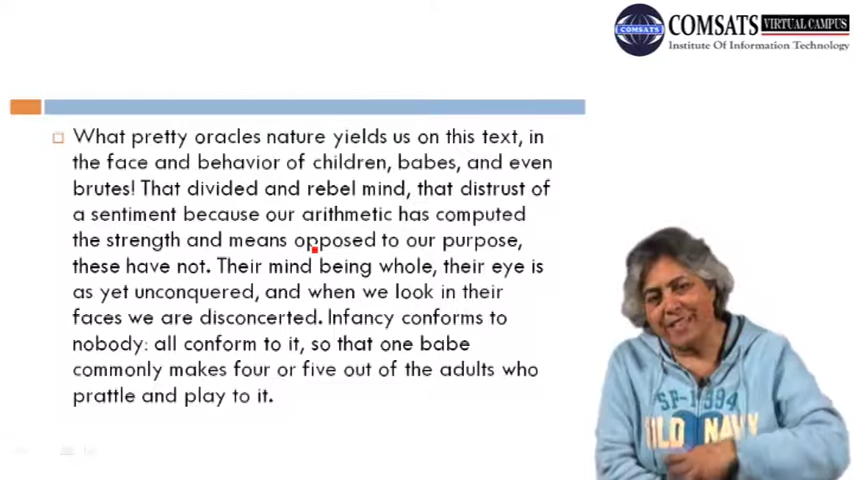 COMSATS
COMSATS VIRTUAL CAMPUS
Institute Of Information Technology
What pretty oracles nature yields us on this text, in
the face and behavior of children, babes, and even
brutes! That divided and rebel mind, that distrust of
a sentiment because our arithmetic has computed
the strength and means opposed to our purpose,
these have not. Their mind being whole, their eye is
as yet unconquered, and when we look in their
faces we are disconcerted. Infancy conforms to
nobody: all conform to it, so that one babe
commonly makes four or five out of the adults who
prattle and play to it.
OLD NAVY